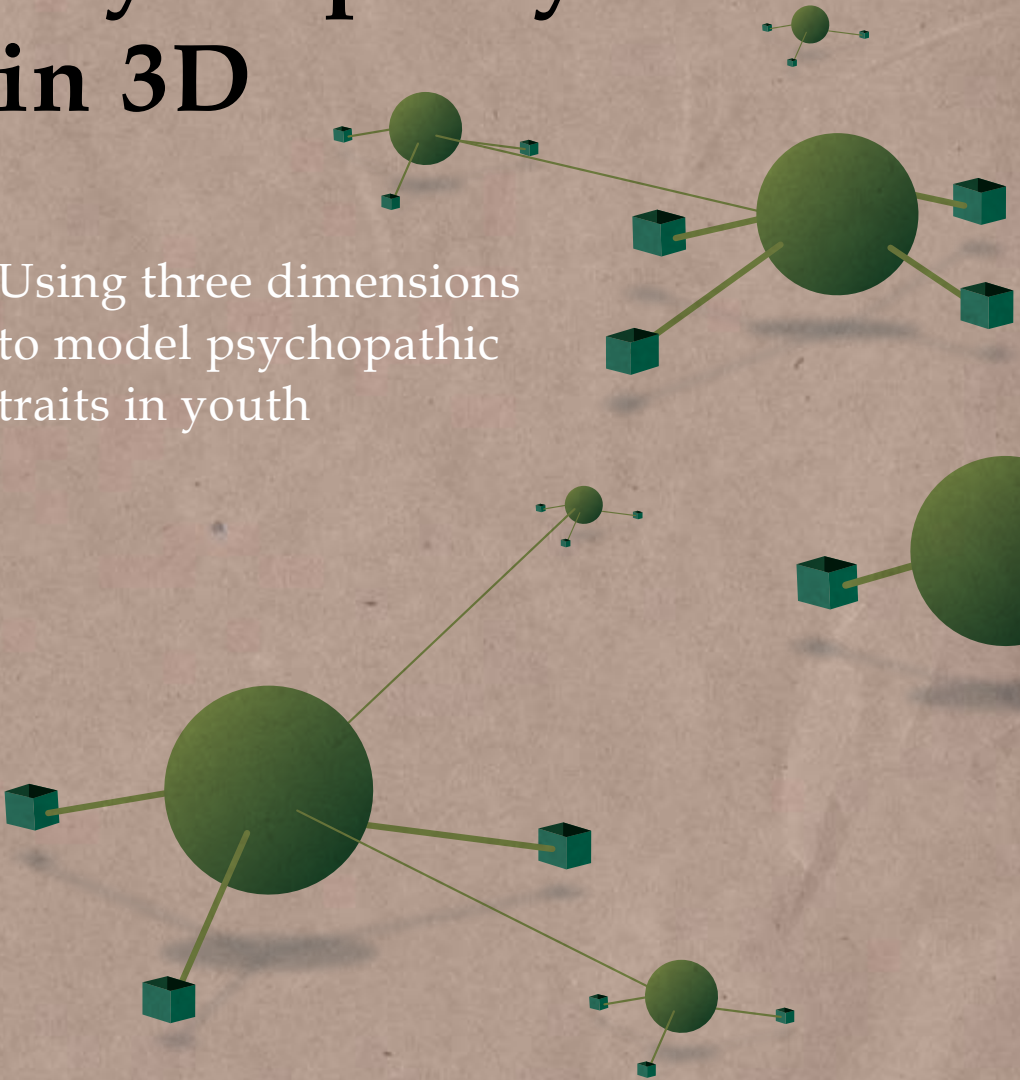 in 3D
Using three dimensions
to model psychopathic
traits in youth